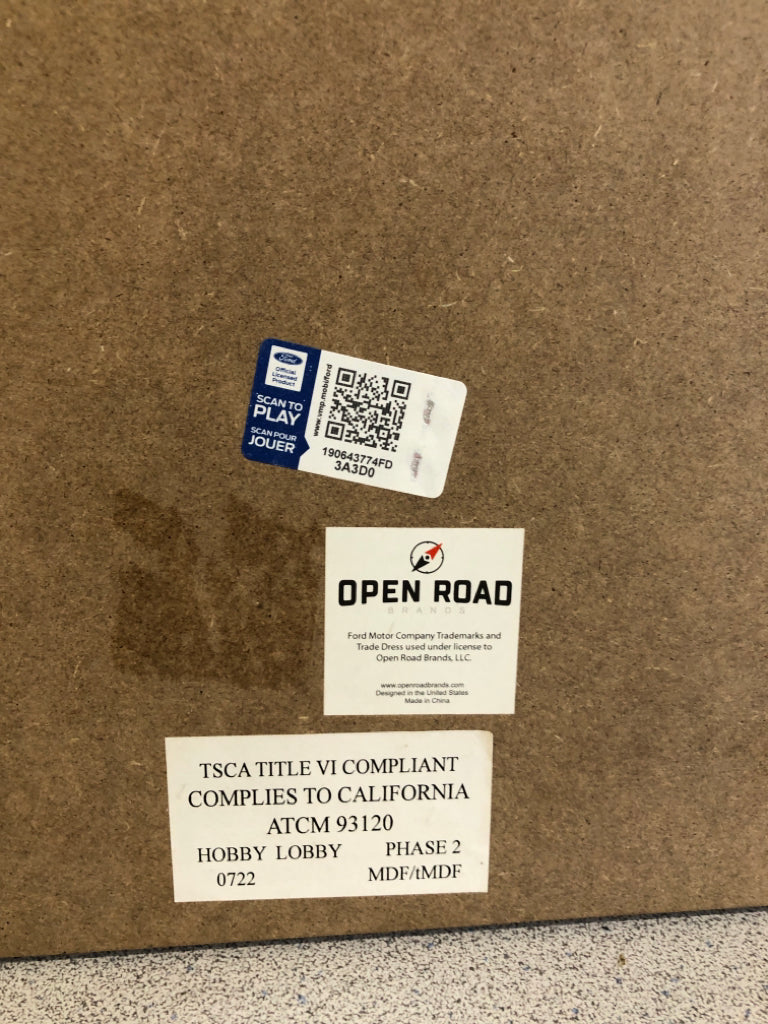 Ford
Official
Licensed
Product
SCAN TO
PLAY
SCAN POUR
JOUER
www.vmp.mobi/ford
190643774FD
3A3D0
OPEN ROAD
BRANDS
Ford Motor Company Trademarks and
Trade Dress used under license to
Open Road Brands, LLC.
www.openroadbrands.com
Designed in the United States
Made in China
TSCA TITLE VI COMPLIANT
COMPLIES TO CALIFORNIA
ATCM 93120
HOBBY LOBBY PHASE 2
0722 MDF/tMDF